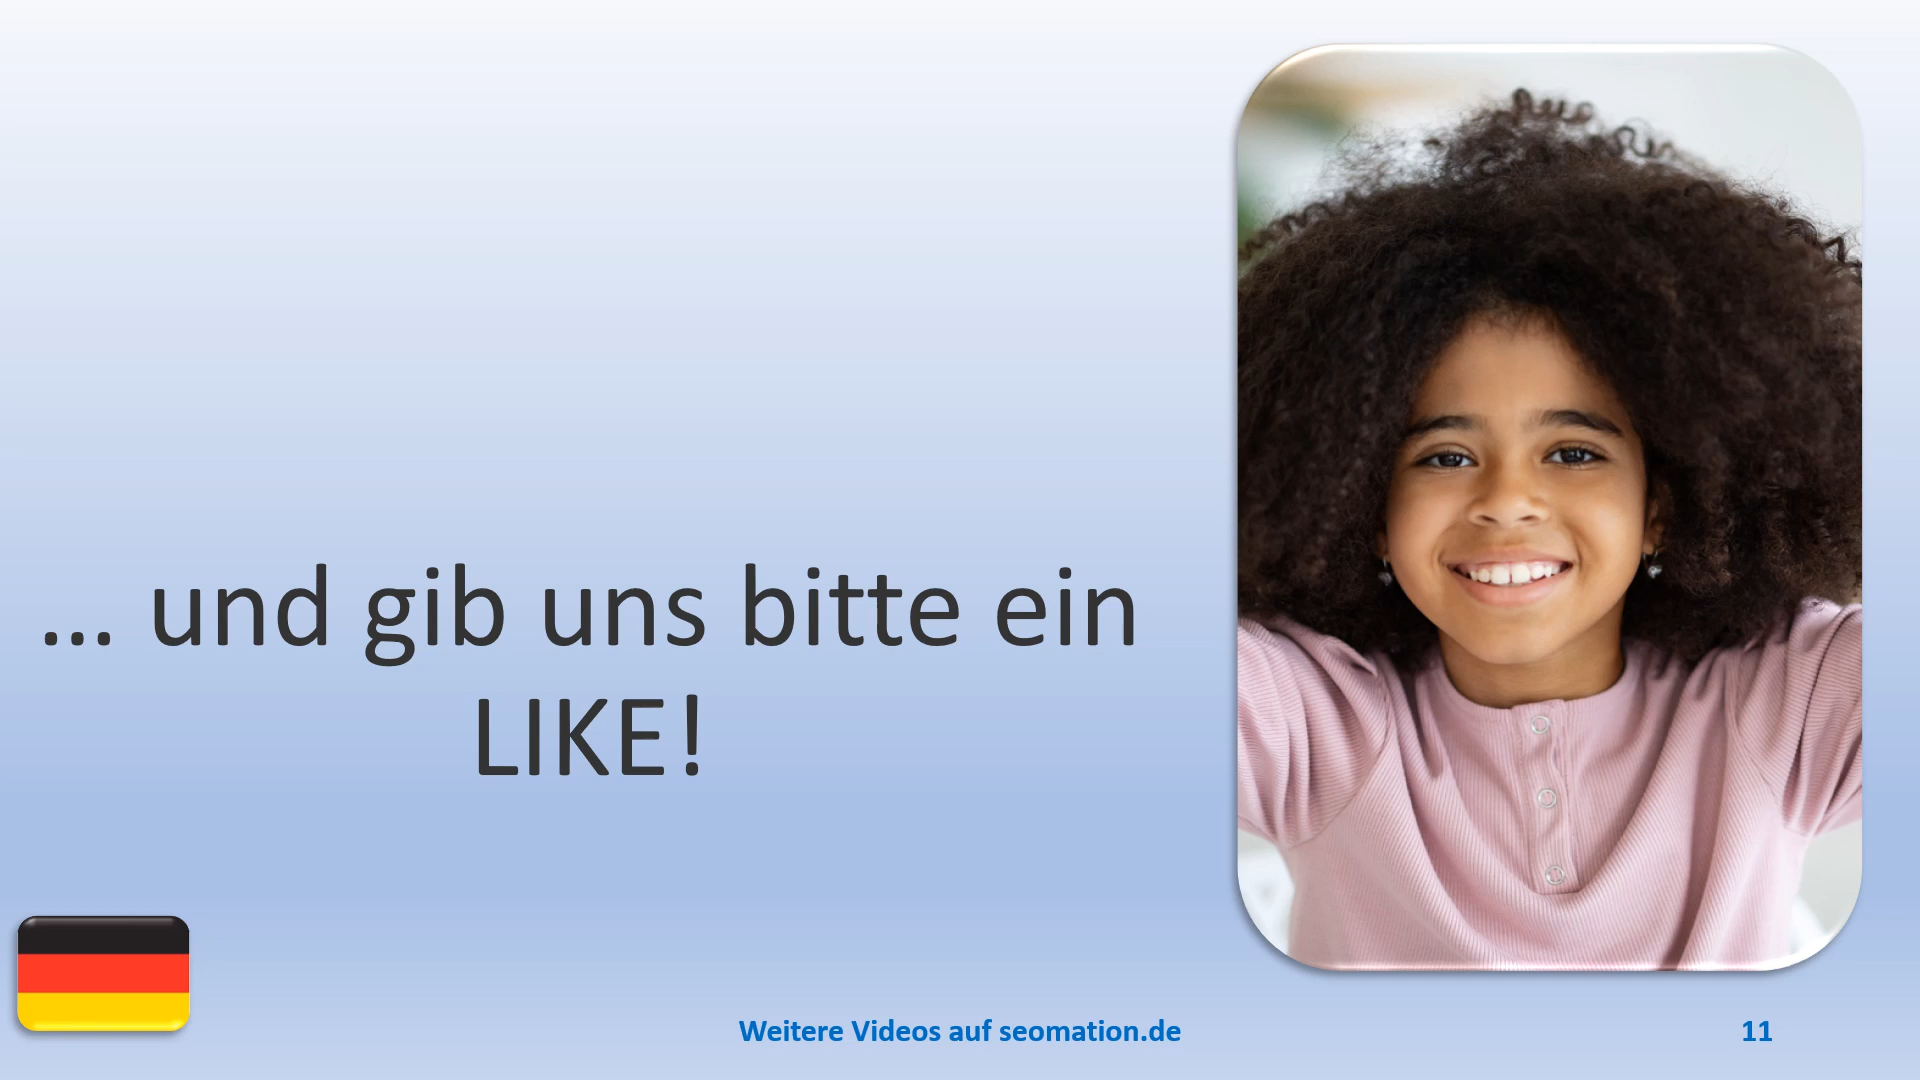 ... und gib uns bitte ein
LIKE!
Weitere Videos auf seomation.de
11